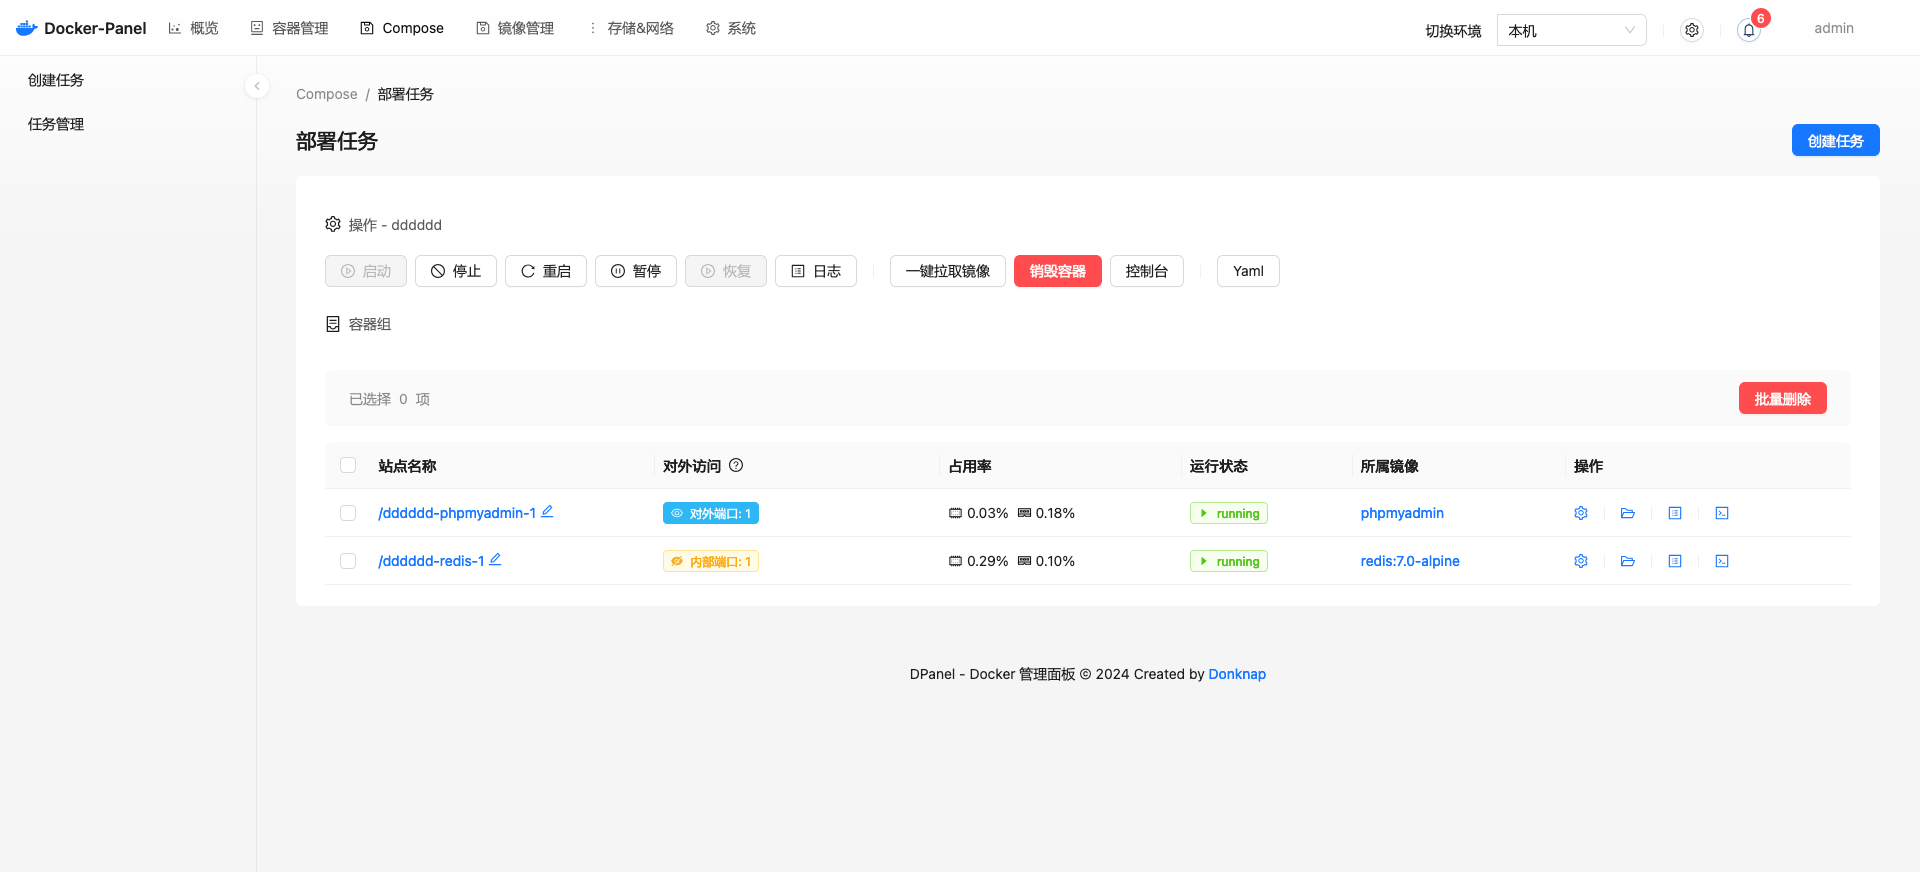 Docker-Panel 概览 容器管理 Compose 镜像管理 存储&网络 系统 切换环境 本机 6 admin
创建任务
任务管理
Compose / 部署任务
部署任务 创建任务
操作 - dddddd
启动 停止 重启 暂停 恢复 日志 一键拉取镜像 销毁容器 控制台 Yaml
容器组
已选择 0 项 批量删除
站点名称 对外访问 占用率 运行状态 所属镜像 操作
/dddddd-phpmyadmin-1 对外端口: 1 0.03% 0.18% running phpmyadmin
/dddddd-redis-1 内部端口: 1 0.29% 0.10% running redis:7.0-alpine
DPanel - Docker 管理面板 © 2024 Created by Donknap